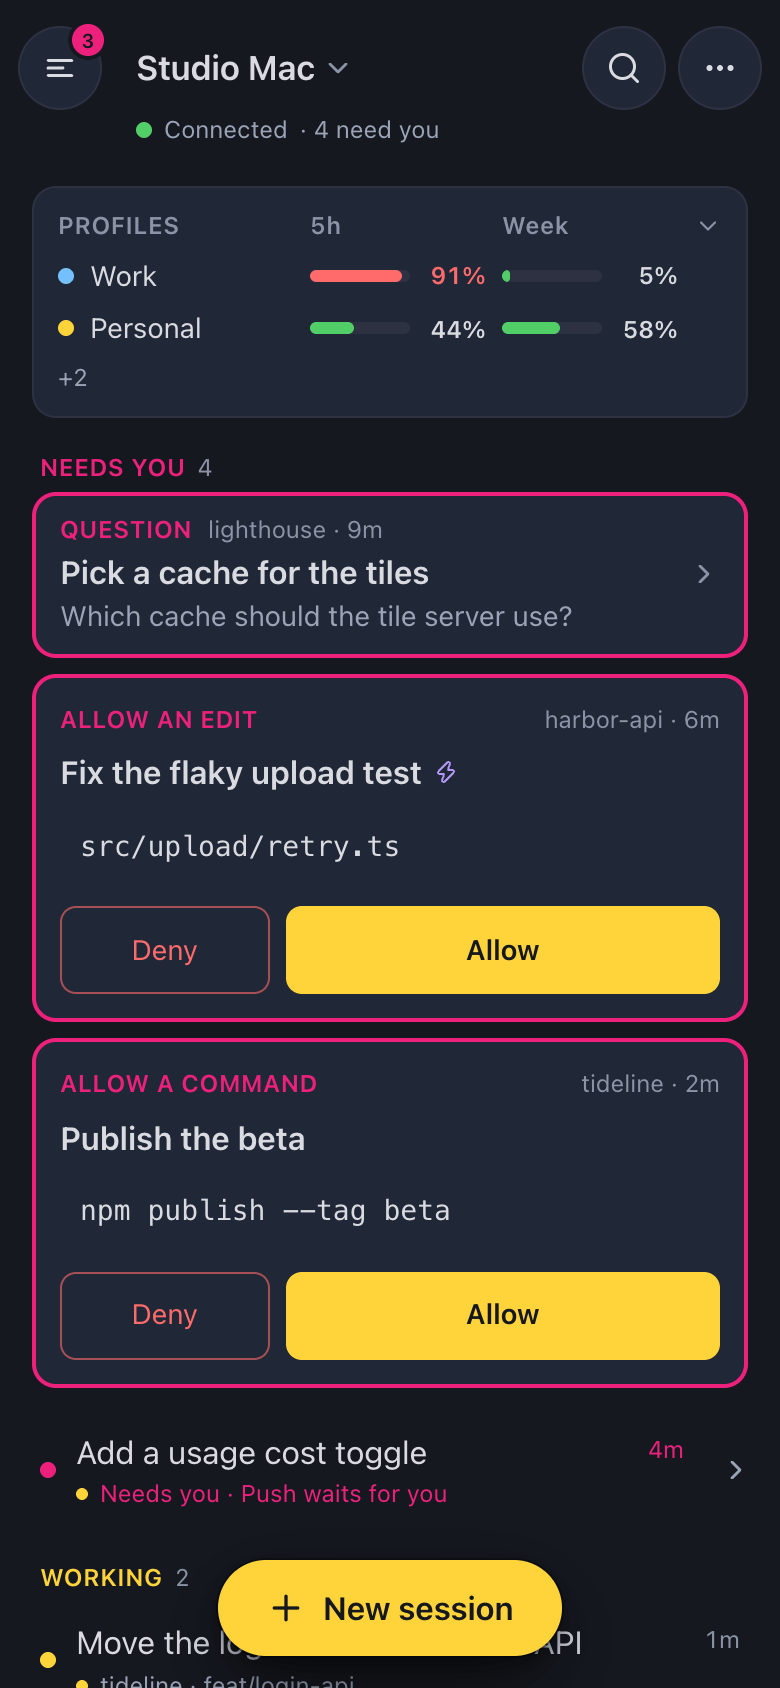 3
Studio Mac
Connected · 4 need you
PROFILES 5h Week
Work 91% 5%
Personal 44% 58%
+2
NEEDS YOU 4
QUESTION lighthouse · 9m
Pick a cache for the tiles
Which cache should the tile server use?
ALLOW AN EDIT harbor-api · 6m
Fix the flaky upload test
src/upload/retry.ts
Deny Allow
ALLOW A COMMAND tideline · 2m
Publish the beta
npm publish --tag beta
Deny Allow
Add a usage cost toggle 4m
Needs you · Push waits for you
WORKING 2
New session
Move the API 1m
tideline · feat/login-api